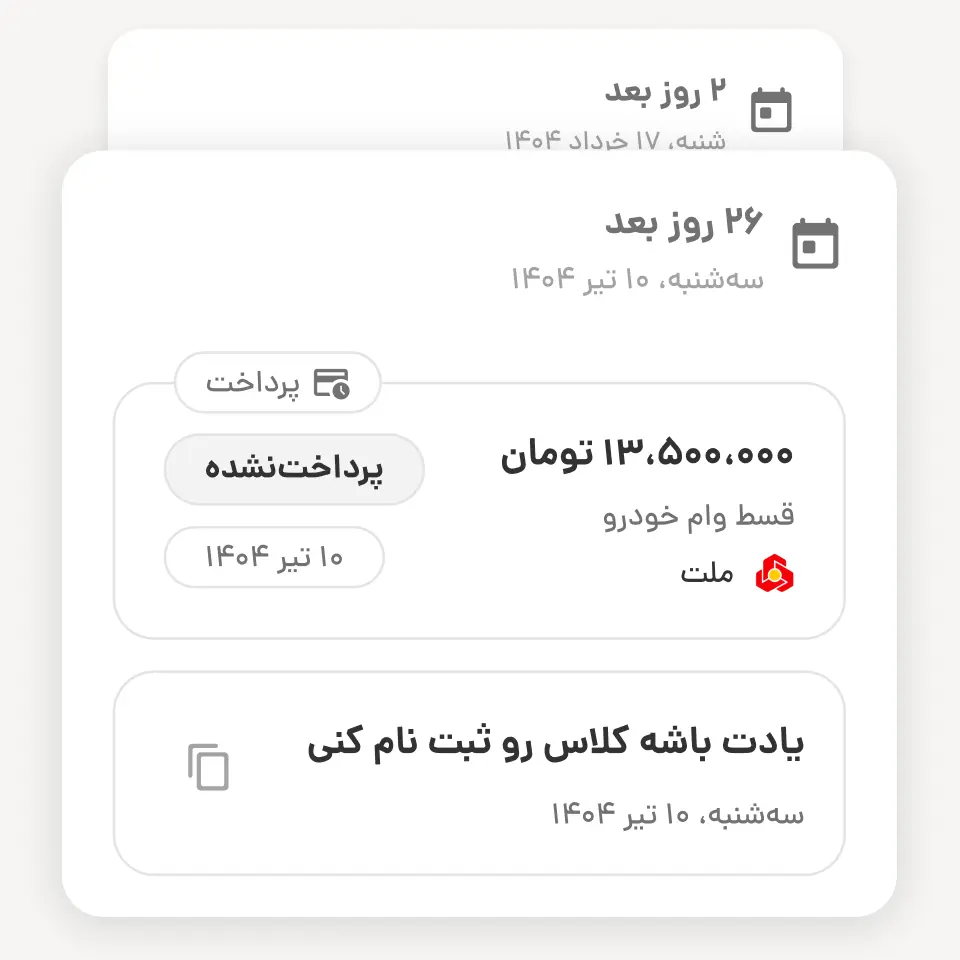 ۲ روز بعد
شنبه، ۱۷ خرداد ۱۴۰۴
۲۶ روز بعد
سه‌شنبه، ۱۰ تیر ۱۴۰۴
پرداخت
۱۳،۵۰۰،۰۰۰ تومان
پرداخت‌نشده
قسط وام خودرو
۱۰ تیر ۱۴۰۴
ملت
یادت باشه کلاس رو ثبت نام کنی
سه‌شنبه، ۱۰ تیر ۱۴۰۴